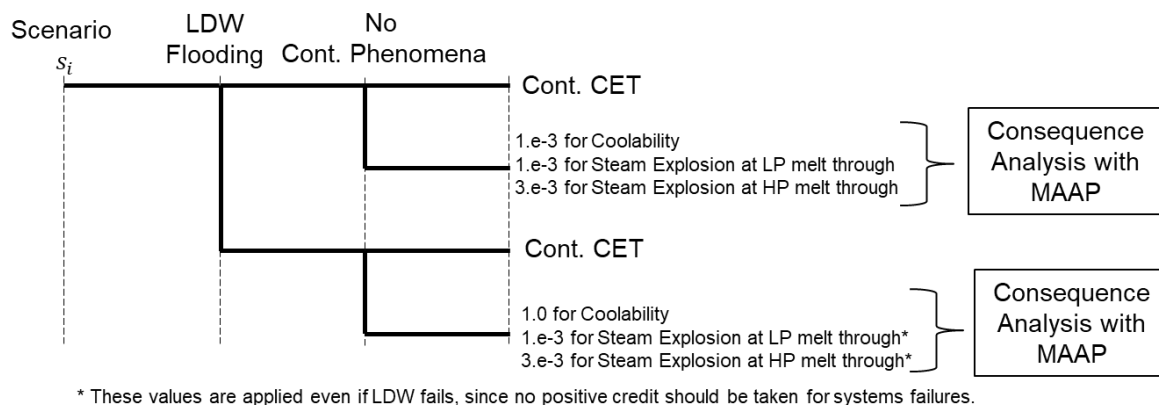 Scenario
s_i
LDW
Flooding
No
Cont. Phenomena
Cont. CET
1.e-3 for Coolability
1.e-3 for Steam Explosion at LP melt through
3.e-3 for Steam Explosion at HP melt through
Consequence
Analysis with
MAAP
Cont. CET
1.0 for Coolability
1.e-3 for Steam Explosion at LP melt through*
3.e-3 for Steam Explosion at HP melt through*
Consequence
Analysis with
MAAP
* These values are applied even if LDW fails, since no positive credit should be taken for systems failures.